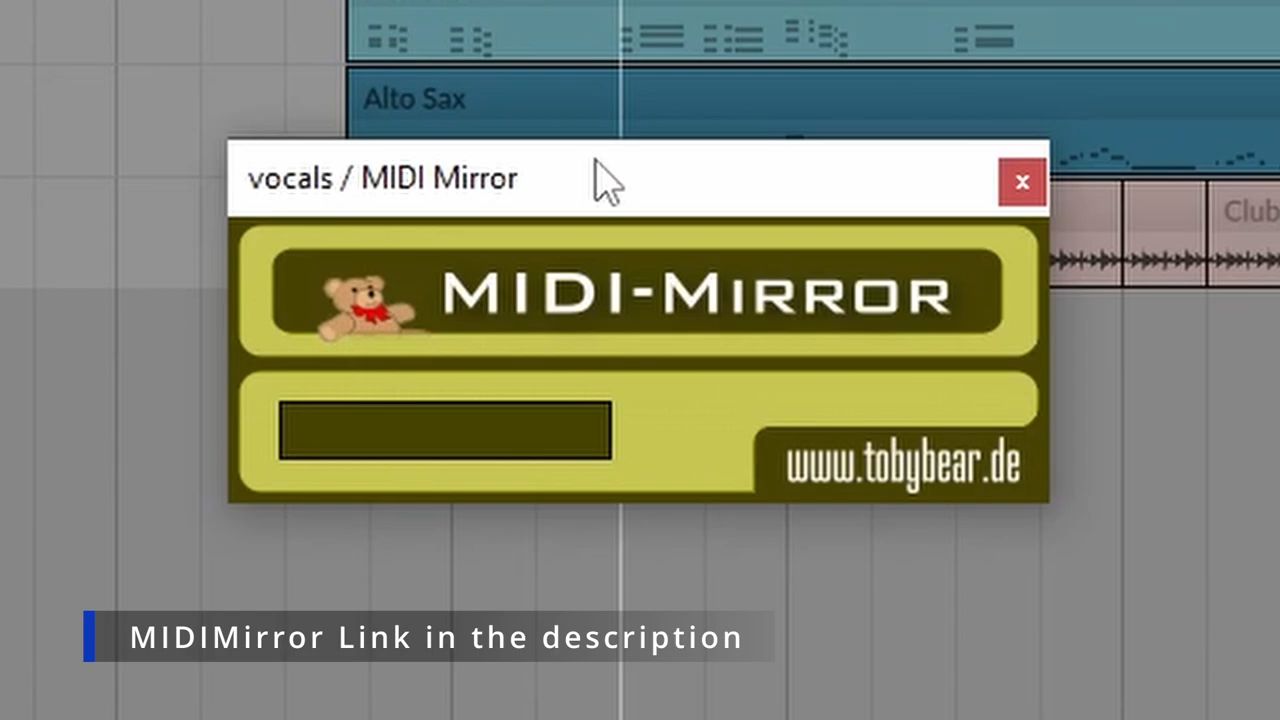 Alto Sax
vocals / MIDI Mirror
x
Club
MIDI-MIRROR
www.tobybear.de
MIDIMirror Link in the description